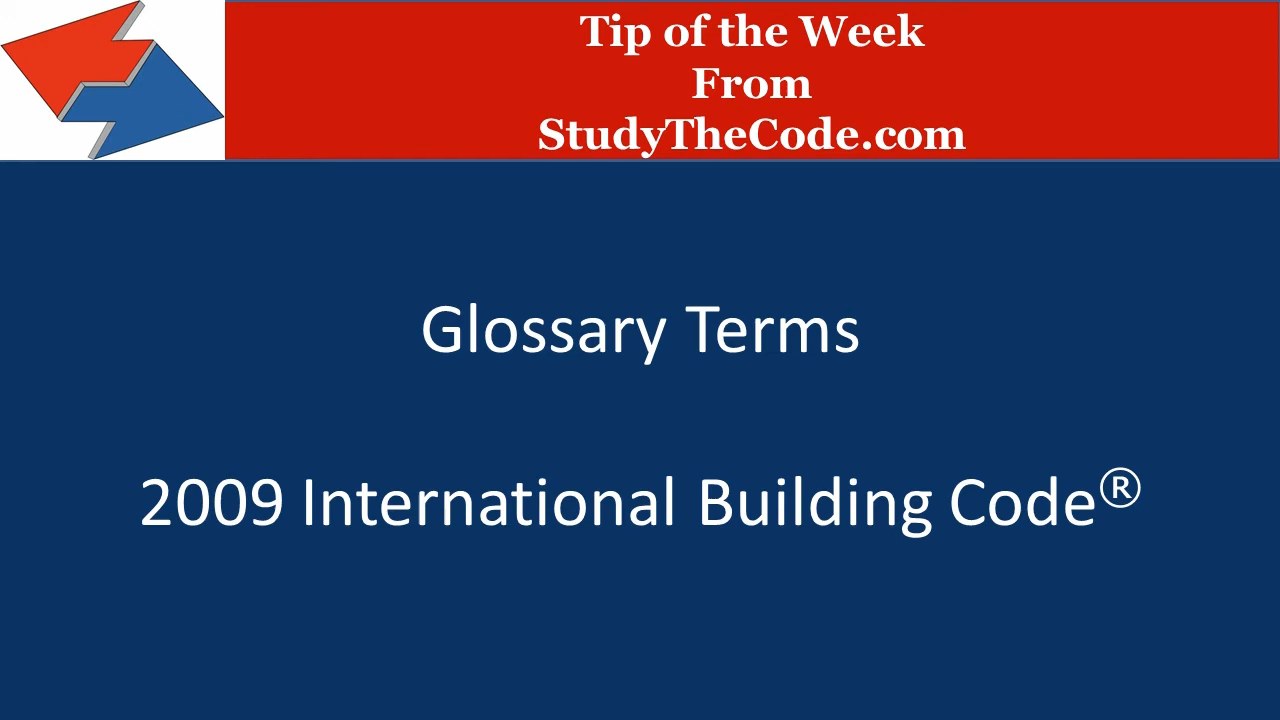 Tip of the Week
From
StudyTheCode.com
Glossary Terms
2009 International Building Code®